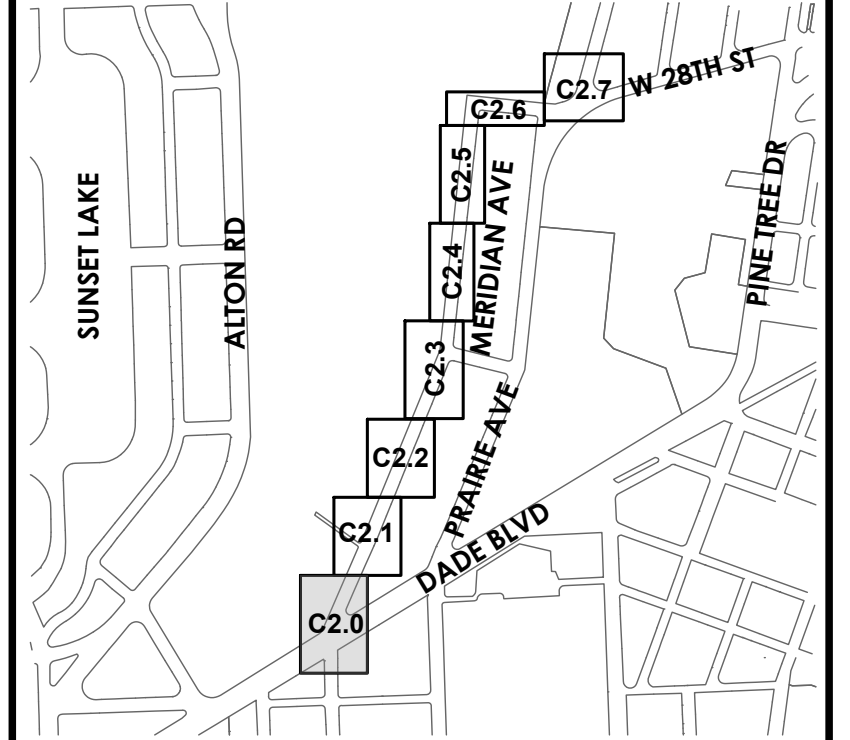 C2.7
W 28TH ST
C2.6
C2.5
MERIDIAN AVE
PINE TREE DR
SUNSET LAKE
ALTON RD
C2.4
C2.3
PRAIRIE AVE
C2.2
C2.1
DADE BLVD
C2.0